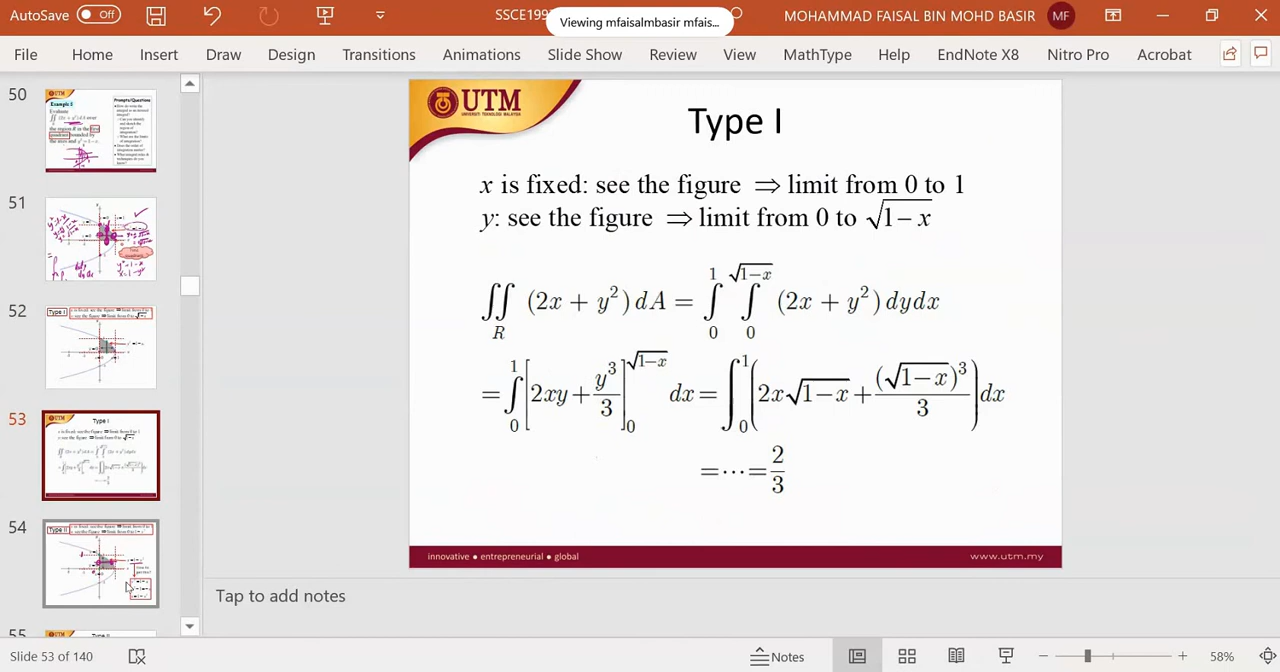 AutoSave Off SSCE199 Viewing mfaisalmbasir mfais... MOHAMMAD FAISAL BIN MOHD BASIR MF
File Home Insert Draw Design Transitions Animations Slide Show Review View MathType Help EndNote X8 Nitro Pro Acrobat
50
51
52
53
54
55
UTM
UNIVERSITI TEKNOLOGI MALAYSIA
Type I
x is fixed: see the figure ⇒ limit from 0 to 1
y: see the figure ⇒ limit from 0 to √(1−x)
∬_R (2x + y²) dA = ∫_0^1 ∫_0^√(1−x) (2x + y²) dydx
= ∫_0^1 [2xy + y³/3]_0^√(1−x) dx = ∫_0^1 (2x√(1−x) + (√(1−x))³/3) dx
= ⋯ = 2/3
innovative ● entrepreneurial ● global www.utm.my
Tap to add notes
Slide 53 of 140 Notes 58%